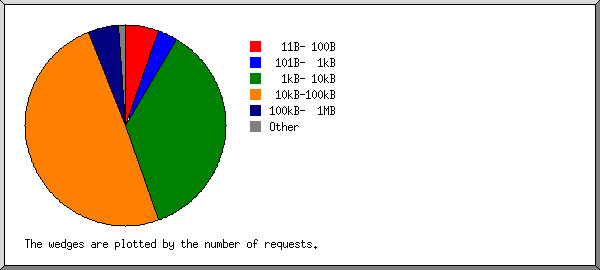 11B- 100B
101B- 1kB
1kB- 10kB
10kB-100kB
100kB- 1MB
Other
The wedges are plotted by the number of requests.